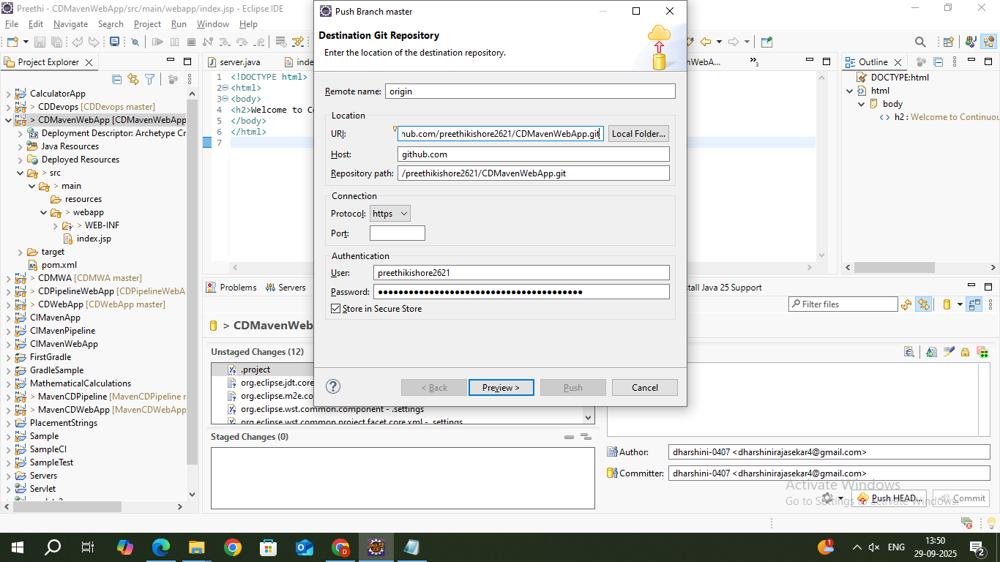 Preethi - CDMavenWebApp/src/main/webapp/index.jsp - Eclipse IDE
File Edit Navigate Search Project Run Window Help
Project Explorer
CalculatorApp
> CDDevops [CDDevops master]
> CDMavenWebApp [CDMavenWebApp
Deployment Descriptor: Archetype Cr
Java Resources
Deployed Resources
> src
> main
resources
> webapp
> WEB-INF
index.jsp
target
pom.xml
> CDMWA [CDMWA master]
> CDPipelineWebApp [CDPipelineWebA
> CDWebApp [CDWebApp master]
CIMavenApp
CIMavenPipeline
CIMavenWebApp
FirstGradle
GradleSample
MathematicalCalculations
> MavenCDPipeline [MavenCDPipeline r
> MavenCDWebApp [MavenCDWebApp
PlacementStrings
Sample
SampleCI
SampleTest
Servers
Servlet
server.java
index
1 <!DOCTYPE html>
2 <html>
3 <body>
4 <h2>Welcome to Co
5 </body>
6 </html>
7
Push Branch master
Destination Git Repository
Enter the location of the destination repository.
Remote name: origin
Location
URI: hub.com/preethikishore2621/CDMavenWebApp.git Local Folder...
Host: github.com
Repository path: /preethikishore2621/CDMavenWebApp.git
Connection
Protocol: https
Port:
Authentication
User: preethikishore2621
Password: ●●●●●●●●●●●●●●●●●●●●●●●●●●●●●●●●●●●●●●●●
Store in Secure Store
< Back Preview > Push Cancel
nWebA...
Outline
DOCTYPE:html
html
body
h2 : Welcome to Continuou
Problems Servers
tall Java 25 Support
Filter files
> CDMavenWeb
Unstaged Changes (12)
.project
org.eclipse.jdt.core
org.eclipse.m2e.co
org.eclipse.wst.common.component - .settings
org.eclipse.wst.common.project.facet.core.xml - .settings
Staged Changes (0)
Author: dharshini-0407 <dharshinirajasekar4@gmail.com>
Committer: dharshini-0407 <dharshinirajasekar4@gmail.com>
Push HEAD... Commit
Activate Windows
Go to Settings to activate Windows.
1
ENG
13:50
29-09-2025
2